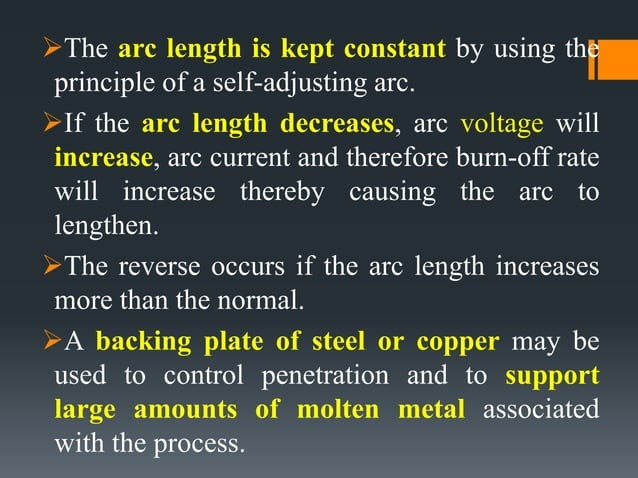 ➢The arc length is kept constant by using the
principle of a self-adjusting arc.
➢If the arc length decreases, arc voltage will
increase, arc current and therefore burn-off rate
will increase thereby causing the arc to
lengthen.
➢The reverse occurs if the arc length increases
more than the normal.
➢A backing plate of steel or copper may be
used to control penetration and to support
large amounts of molten metal associated
with the process.